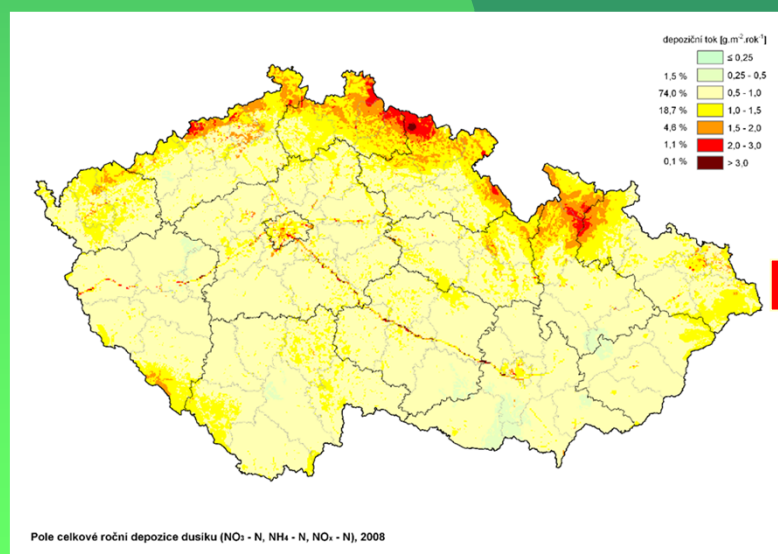 depoziční tok [g.m⁻².rok⁻¹]
≤ 0,25
1,5 % 0,25 - 0,5
74,0 % 0,5 - 1,0
18,7 % 1,0 - 1,5
4,6 % 1,5 - 2,0
1,1 % 2,0 - 3,0
0,1 % > 3,0
Pole celkové roční depozice dusíku (NO₃ - N, NH₄ - N, NOₓ - N), 2008